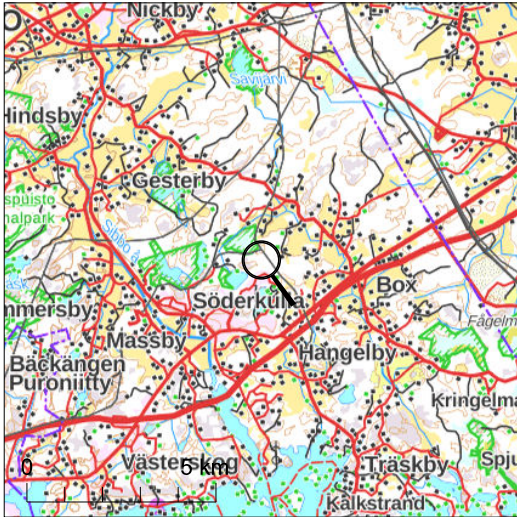 Nickby
Savijärvi
Hindsby
Gesterby
spuisto
nalpark
Sibbo å
Söderkulla
Box
mmersby
Massby
Fågelm
Hangelby
Bäckängen
Puroniitty
Kringelma
0
5 km
Träskby
Spju
Kalkstrand